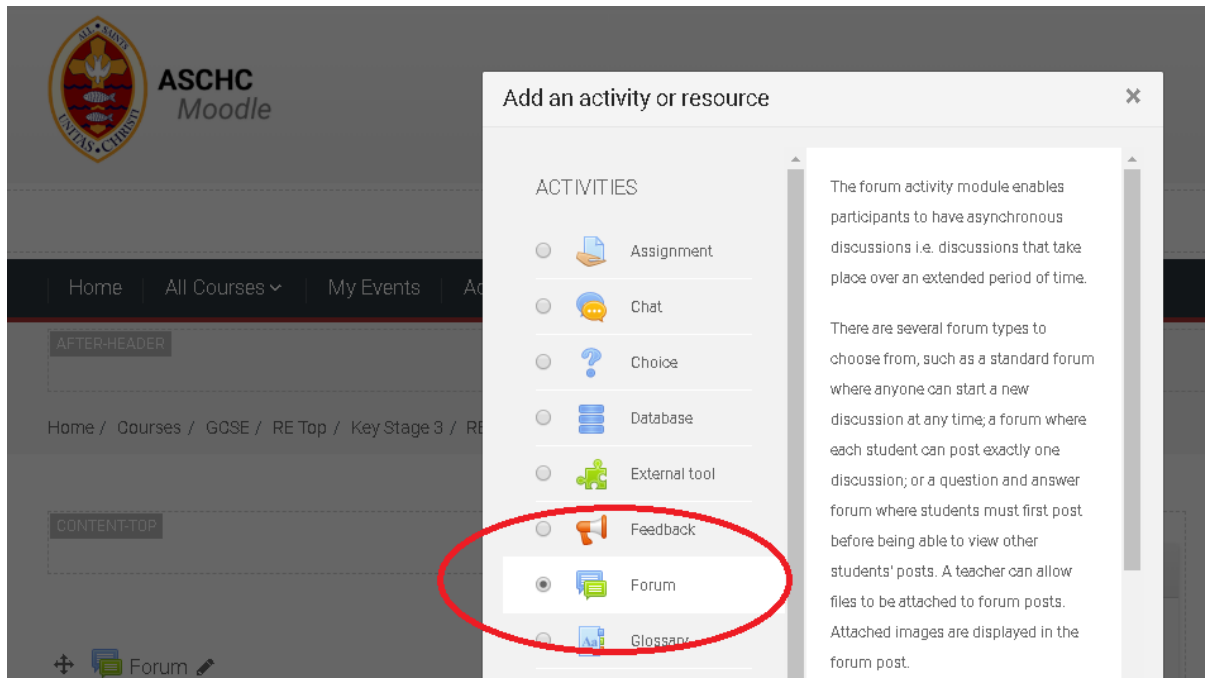 ALL · SAINTS
UNITAS · CHRISTI
ASCHC
Moodle
Home
All Courses
My Events
AFTER-HEADER
Home / Courses / GCSE / RE Top / Key Stage 3 /
CONTENT-TOP
Forum
Add an activity or resource
×
ACTIVITIES
Assignment
Chat
Choice
Database
External tool
Feedback
Forum
Glossary
The forum activity module enables
participants to have asynchronous
discussions i.e. discussions that take
place over an extended period of time.
There are several forum types to
choose from, such as a standard forum
where anyone can start a new
discussion at any time; a forum where
each student can post exactly one
discussion; or a question and answer
forum where students must first post
before being able to view other
students' posts. A teacher can allow
files to be attached to forum posts.
Attached images are displayed in the
forum post.